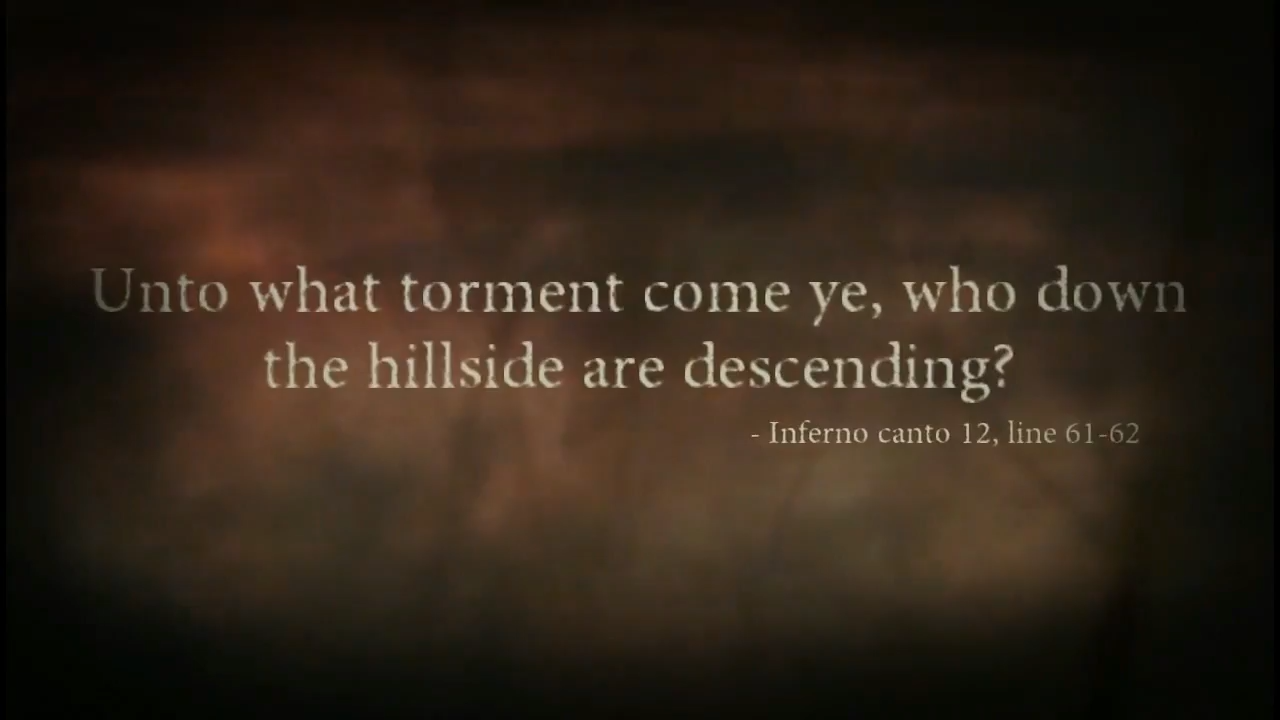 Unto what torment come ye, who down
the hillside are descending?
- Inferno canto 12, line 61-62